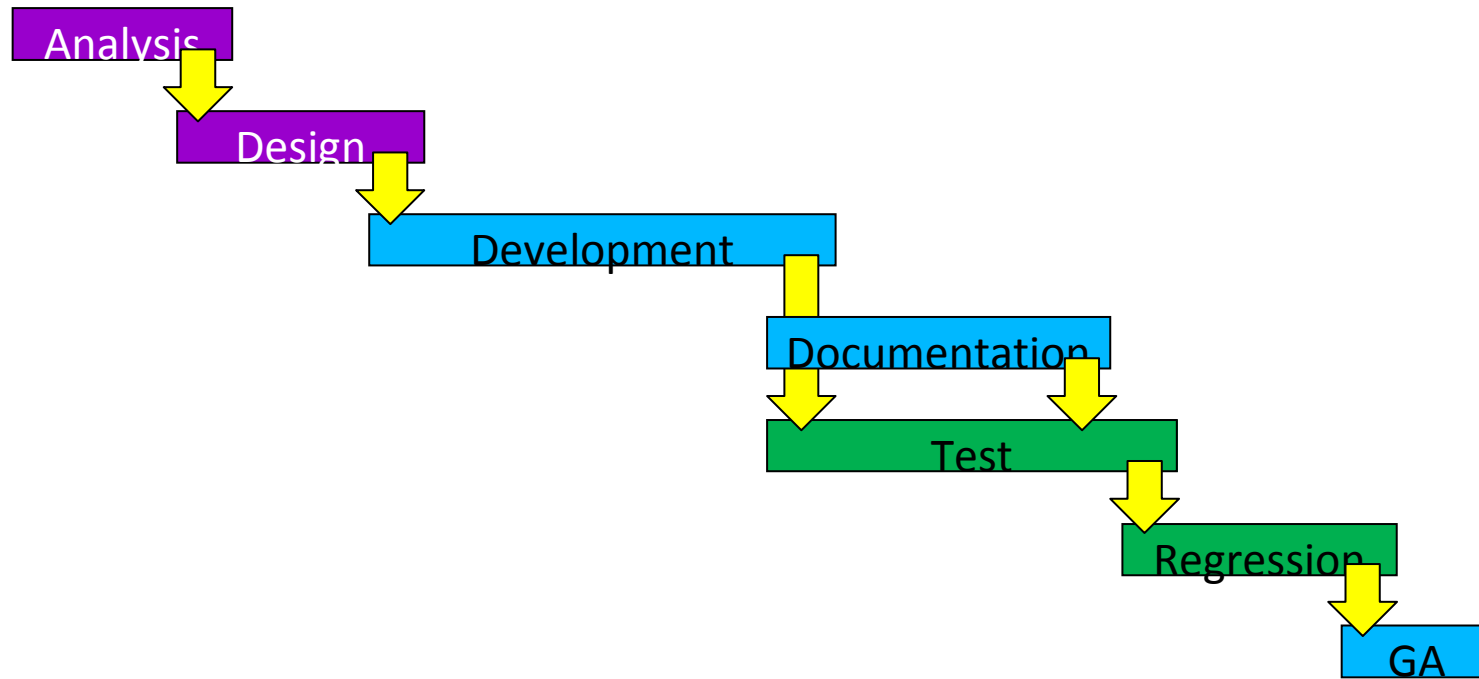 Analysis
Design
Development
Documentation
Test
Regression
GA